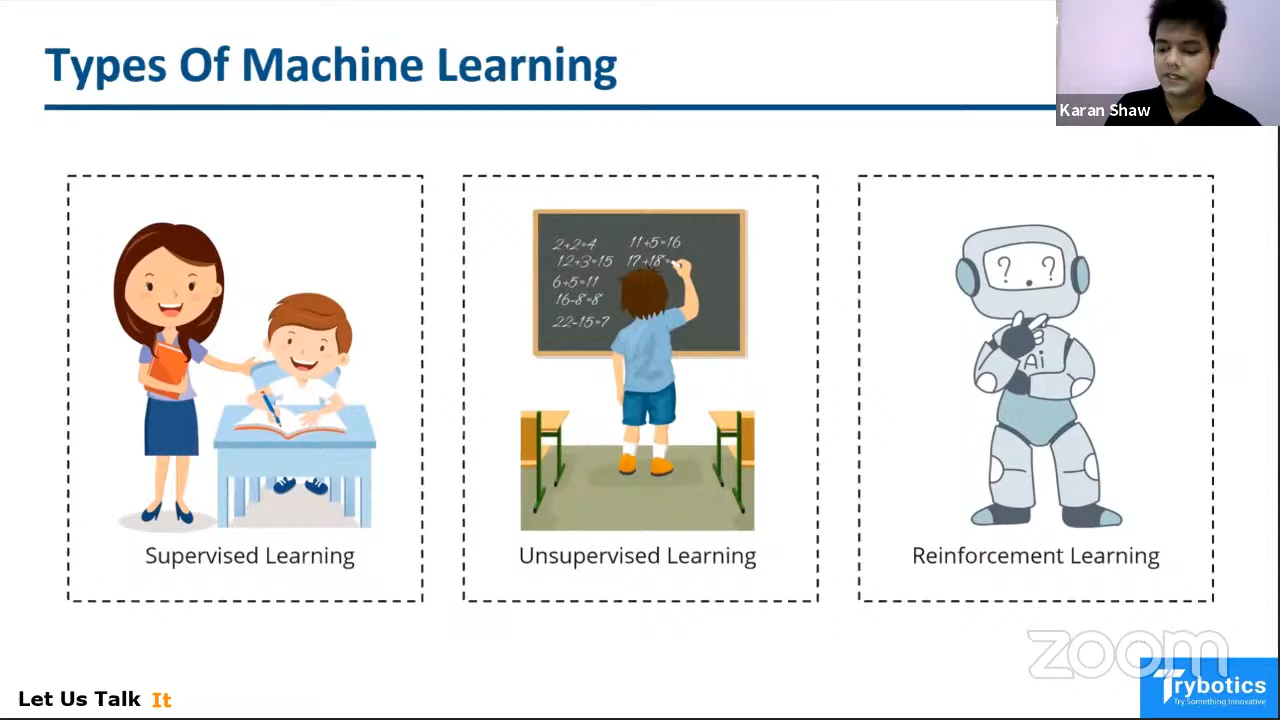 Types Of Machine Learning
Karan Shaw
2+2=4
12+3=15
6+5=11
16-8=8
22-15=7
11+5=16
17+18=
? ?
Ai
Supervised Learning
Unsupervised Learning
Reinforcement Learning
zoom
Let Us Talk It
Trybotics
Try Something Innovative